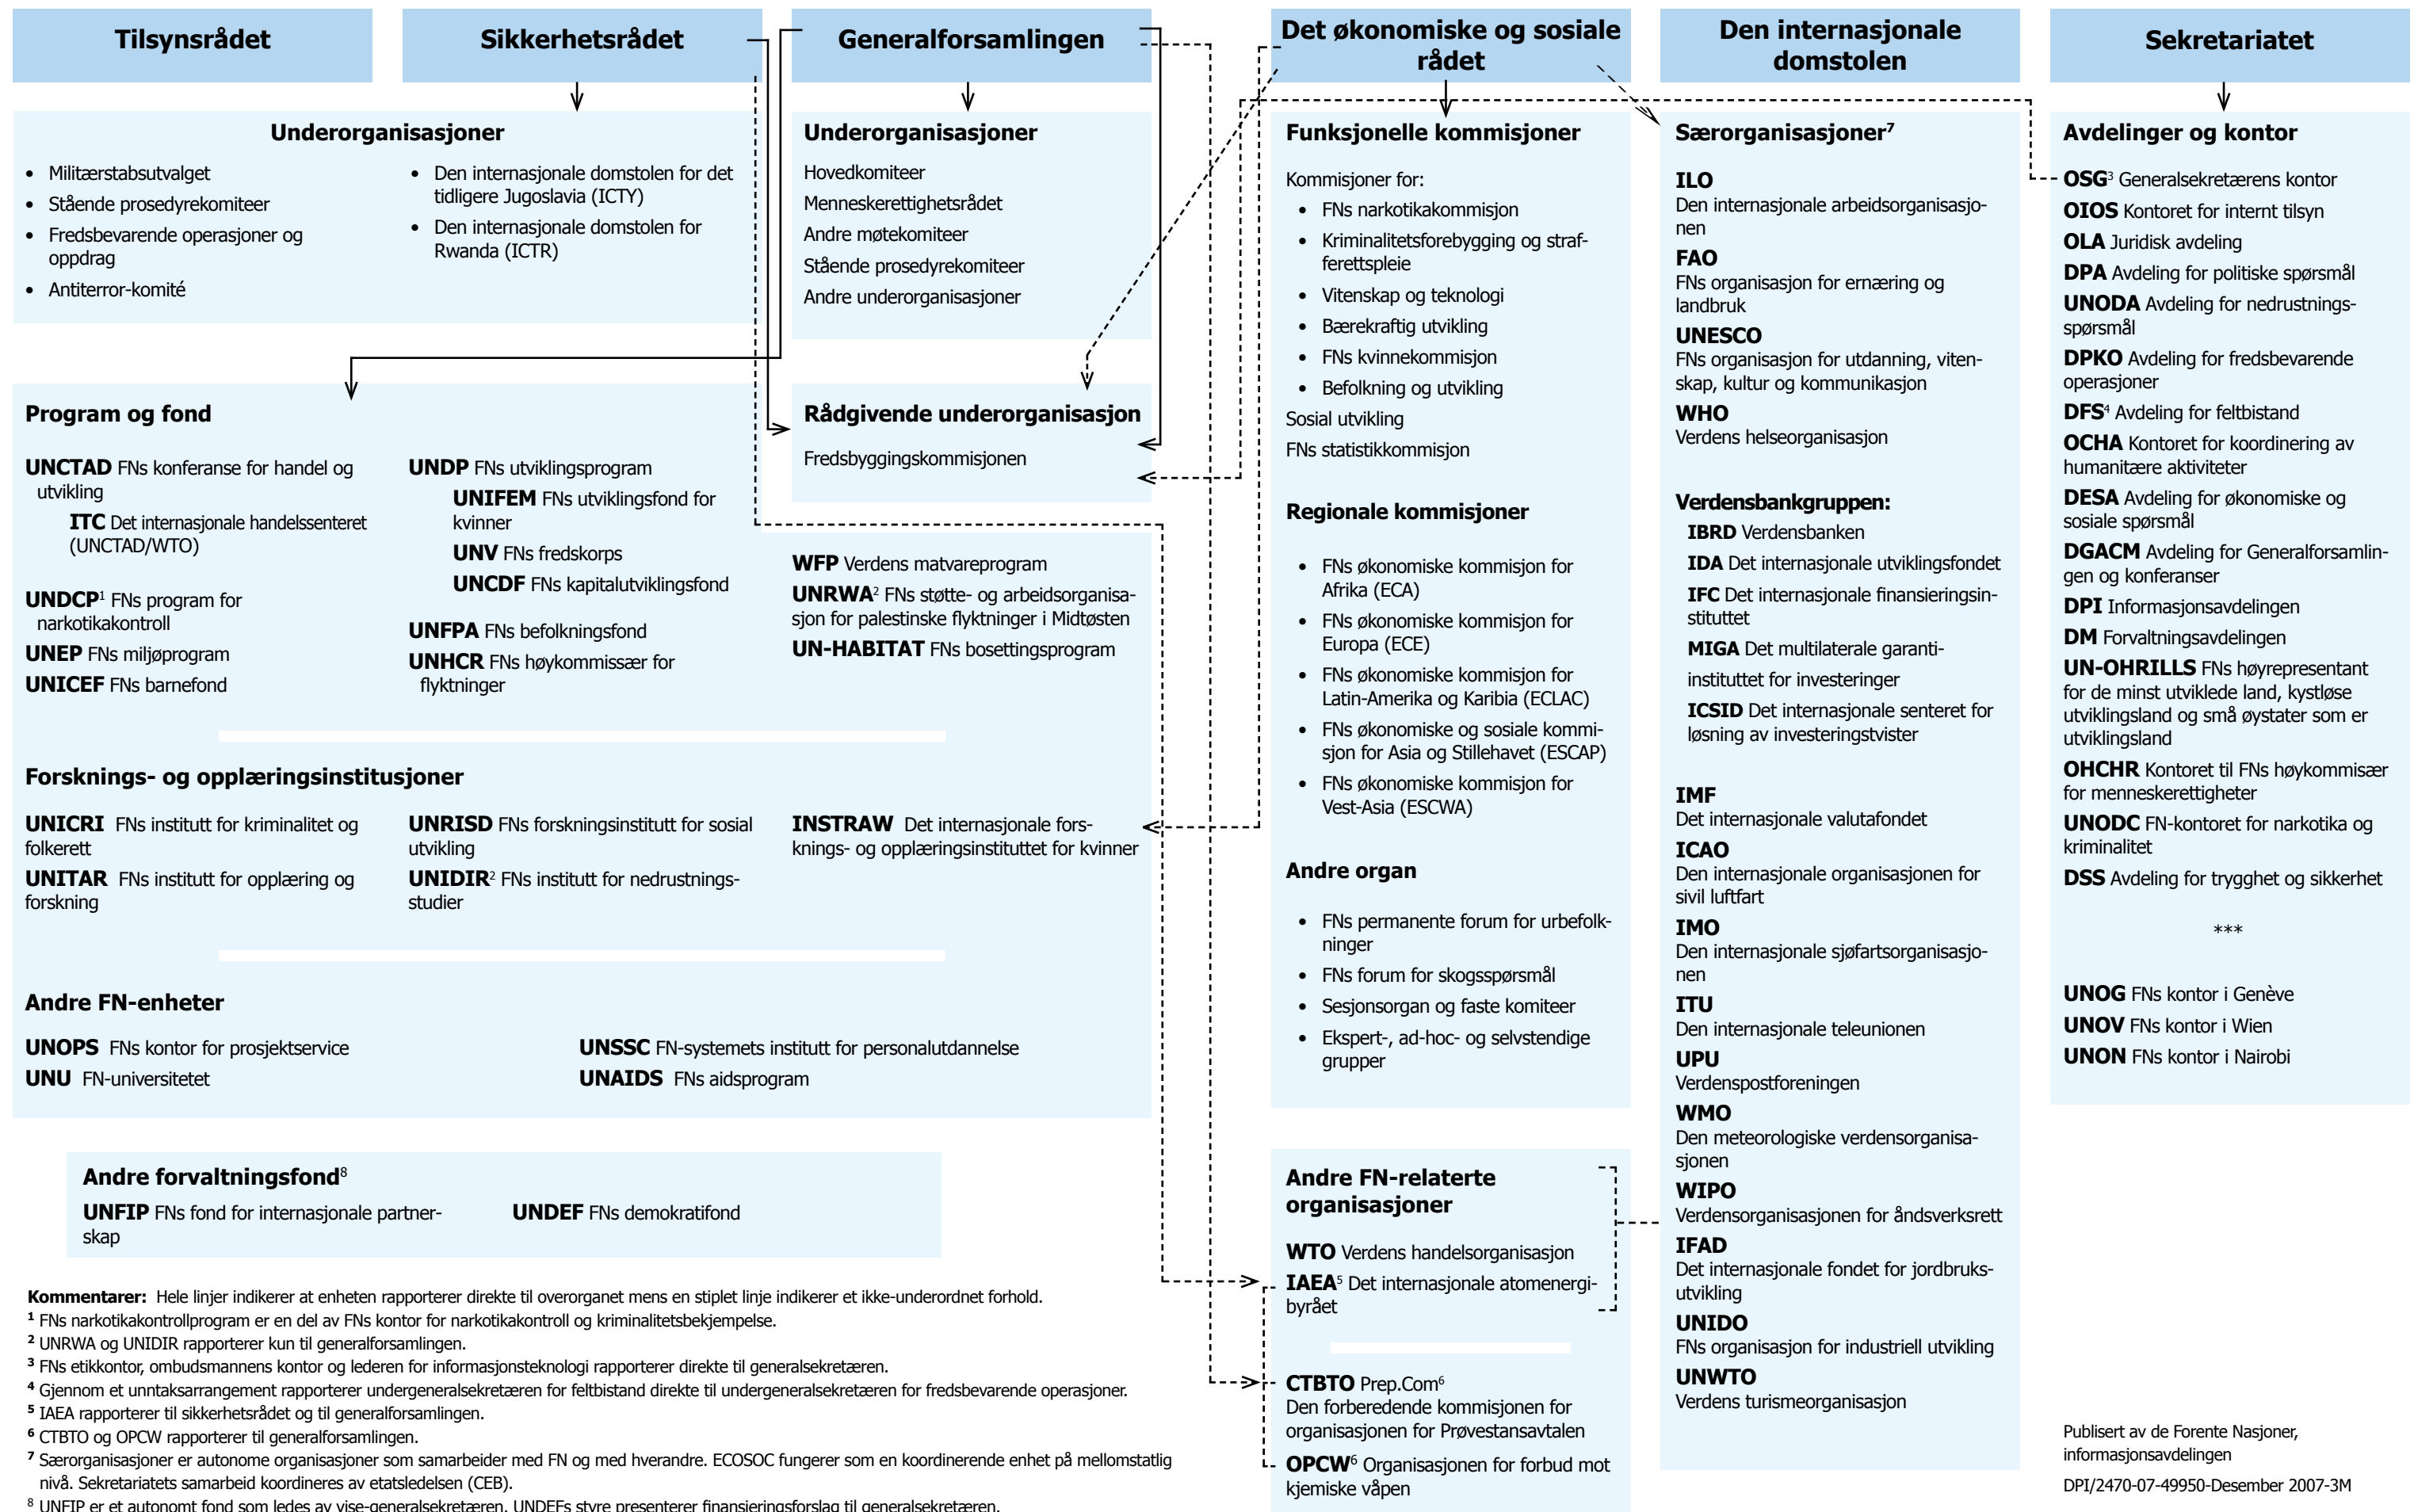 Tilsynsrådet
Sikkerhetsrådet
Generalforsamlingen
Det økonomiske og sosiale
rådet
Den internasjonale
domstolen
Sekretariatet
Underorganisasjoner
• Militærstabsutvalget
• Stående prosedyrekomiteer
• Fredsbevarende operasjoner og
oppdrag
• Antiterror-komité
• Den internasjonale domstolen for det
tidligere Jugoslavia (ICTY)
• Den internasjonale domstolen for
Rwanda (ICTR)
Underorganisasjoner
Hovedkomiteer
Menneskerettighetsrådet
Andre møtekomiteer
Stående prosedyrekomiteer
Andre underorganisasjoner
Program og fond
UNCTAD FNs konferanse for handel og
utvikling
ITC Det internasjonale handelssenteret
(UNCTAD/WTO)
UNDCP¹ FNs program for
narkotikakontroll
UNEP FNs miljøprogram
UNICEF FNs barnefond
UNDP FNs utviklingsprogram
UNIFEM FNs utviklingsfond for
kvinner
UNV FNs fredskorps
UNCDF FNs kapitalutviklingsfond
UNFPA FNs befolkningsfond
UNHCR FNs høykommissær for
flyktninger
Rådgivende underorganisasjon
Fredsbyggingskommisjonen
WFP Verdens matvareprogram
UNRWA² FNs støtte- og arbeidsorganisa-
sjon for palestinske flyktninger i Midtøsten
UN-HABITAT FNs bosettingsprogram
Forsknings- og opplæringsinstitusjoner
UNICRI FNs institutt for kriminalitet og
folkerett
UNITAR FNs institutt for opplæring og
forskning
UNRISD FNs forskningsinstitutt for sosial
utvikling
UNIDIR² FNs institutt for nedrustnings-
studier
INSTRAW Det internasjonale fors-
knings- og opplæringsinstituttet for kvinner
Andre FN-enheter
UNOPS FNs kontor for prosjektservice
UNU FN-universitetet
UNSSC FN-systemets institutt for personalutdannelse
UNAIDS FNs aidsprogram
Andre forvaltningsfond⁸
UNFIP FNs fond for internasjonale partner-
skap
UNDEF FNs demokratifond
Funksjonelle kommisjoner
Kommisjoner for:
• FNs narkotikakommisjon
• Kriminalitetsforebygging og straf-
ferettspleie
• Vitenskap og teknologi
• Bærekraftig utvikling
• FNs kvinnekommisjon
• Befolkning og utvikling
Sosial utvikling
FNs statistikkommisjon
Regionale kommisjoner
• FNs økonomiske kommisjon for
Afrika (ECA)
• FNs økonomiske kommisjon for
Europa (ECE)
• FNs økonomiske kommisjon for
Latin-Amerika og Karibia (ECLAC)
• FNs økonomiske og sosiale kommi-
sjon for Asia og Stillehavet (ESCAP)
• FNs økonomiske kommisjon for
Vest-Asia (ESCWA)
Andre organ
• FNs permanente forum for urbefolk-
ninger
• FNs forum for skogsspørsmål
• Sesjonsorgan og faste komiteer
• Ekspert-, ad-hoc- og selvstendige
grupper
Andre FN-relaterte
organisasjoner
WTO Verdens handelsorganisasjon
IAEA⁵ Det internasjonale atomenergi-
byrået
CTBTO Prep.Com⁶
Den forberedende kommisjonen for
organisasjonen for Prøvestansavtalen
OPCW⁶ Organisasjonen for forbud mot
kjemiske våpen
Særorganisasjoner⁷
ILO
Den internasjonale arbeidsorganisasjo-
nen
FAO
FNs organisasjon for ernæring og
landbruk
UNESCO
FNs organisasjon for utdanning, viten-
skap, kultur og kommunikasjon
WHO
Verdens helseorganisasjon
Verdensbankgruppen:
IBRD Verdensbanken
IDA Det internasjonale utviklingsfondet
IFC Det internasjonale finansieringsin-
stituttet
MIGA Det multilaterale garanti-
instituttet for investeringer
ICSID Det internasjonale senteret for
løsning av investeringstvister
IMF
Det internasjonale valutafondet
ICAO
Den internasjonale organisasjonen for
sivil luftfart
IMO
Den internasjonale sjøfartsorganisasjo-
nen
ITU
Den internasjonale teleunionen
UPU
Verdenspostforeningen
WMO
Den meteorologiske verdensorganisa-
sjonen
WIPO
Verdensorganisasjonen for åndsverksrett
IFAD
Det internasjonale fondet for jordbruks-
utvikling
UNIDO
FNs organisasjon for industriell utvikling
UNWTO
Verdens turismeorganisasjon
Avdelinger og kontor
OSG³ Generalsekretærens kontor
OIOS Kontoret for internt tilsyn
OLA Juridisk avdeling
DPA Avdeling for politiske spørsmål
UNODA Avdeling for nedrustnings-
spørsmål
DPKO Avdeling for fredsbevarende
operasjoner
DFS⁴ Avdeling for feltbistand
OCHA Kontoret for koordinering av
humanitære aktiviteter
DESA Avdeling for økonomiske og
sosiale spørsmål
DGACM Avdeling for Generalforsamlin-
gen og konferanser
DPI Informasjonsavdelingen
DM Forvaltningsavdelingen
UN-OHRILLS FNs høyrepresentant
for de minst utviklede land, kystløse
utviklingsland og små øystater som er
utviklingsland
OHCHR Kontoret til FNs høykommisær
for menneskerettigheter
UNODC FN-kontoret for narkotika og
kriminalitet
DSS Avdeling for trygghet og sikkerhet
***
UNOG FNs kontor i Genève
UNOV FNs kontor i Wien
UNON FNs kontor i Nairobi
Kommentarer: Hele linjer indikerer at enheten rapporterer direkte til overorganet mens en stiplet linje indikerer et ikke-underordnet forhold.
¹ FNs narkotikakontrollprogram er en del av FNs kontor for narkotikakontroll og kriminalitetsbekjempelse.
² UNRWA og UNIDIR rapporterer kun til generalforsamlingen.
³ FNs etikkontor, ombudsmannens kontor og lederen for informasjonsteknologi rapporterer direkte til generalsekretæren.
⁴ Gjennom et unntaksarrangement rapporterer undergeneralsekretæren for feltbistand direkte til undergeneralsekretæren for fredsbevarende operasjoner.
⁵ IAEA rapporterer til sikkerhetsrådet og til generalforsamlingen.
⁶ CTBTO og OPCW rapporterer til generalforsamlingen.
⁷ Særorganisasjoner er autonome organisasjoner som samarbeider med FN og med hverandre. ECOSOC fungerer som en koordinerende enhet på mellomstatlig
nivå. Sekretariatets samarbeid koordineres av etatsledelsen (CEB).
⁸ UNFIP er et autonomt fond som ledes av vise-generalsekretæren. UNDEFs styre presenterer finansieringsforslag til generalsekretæren.
Publisert av de Forente Nasjoner,
informasjonsavdelingen
DPI/2470-07-49950-Desember 2007-3M